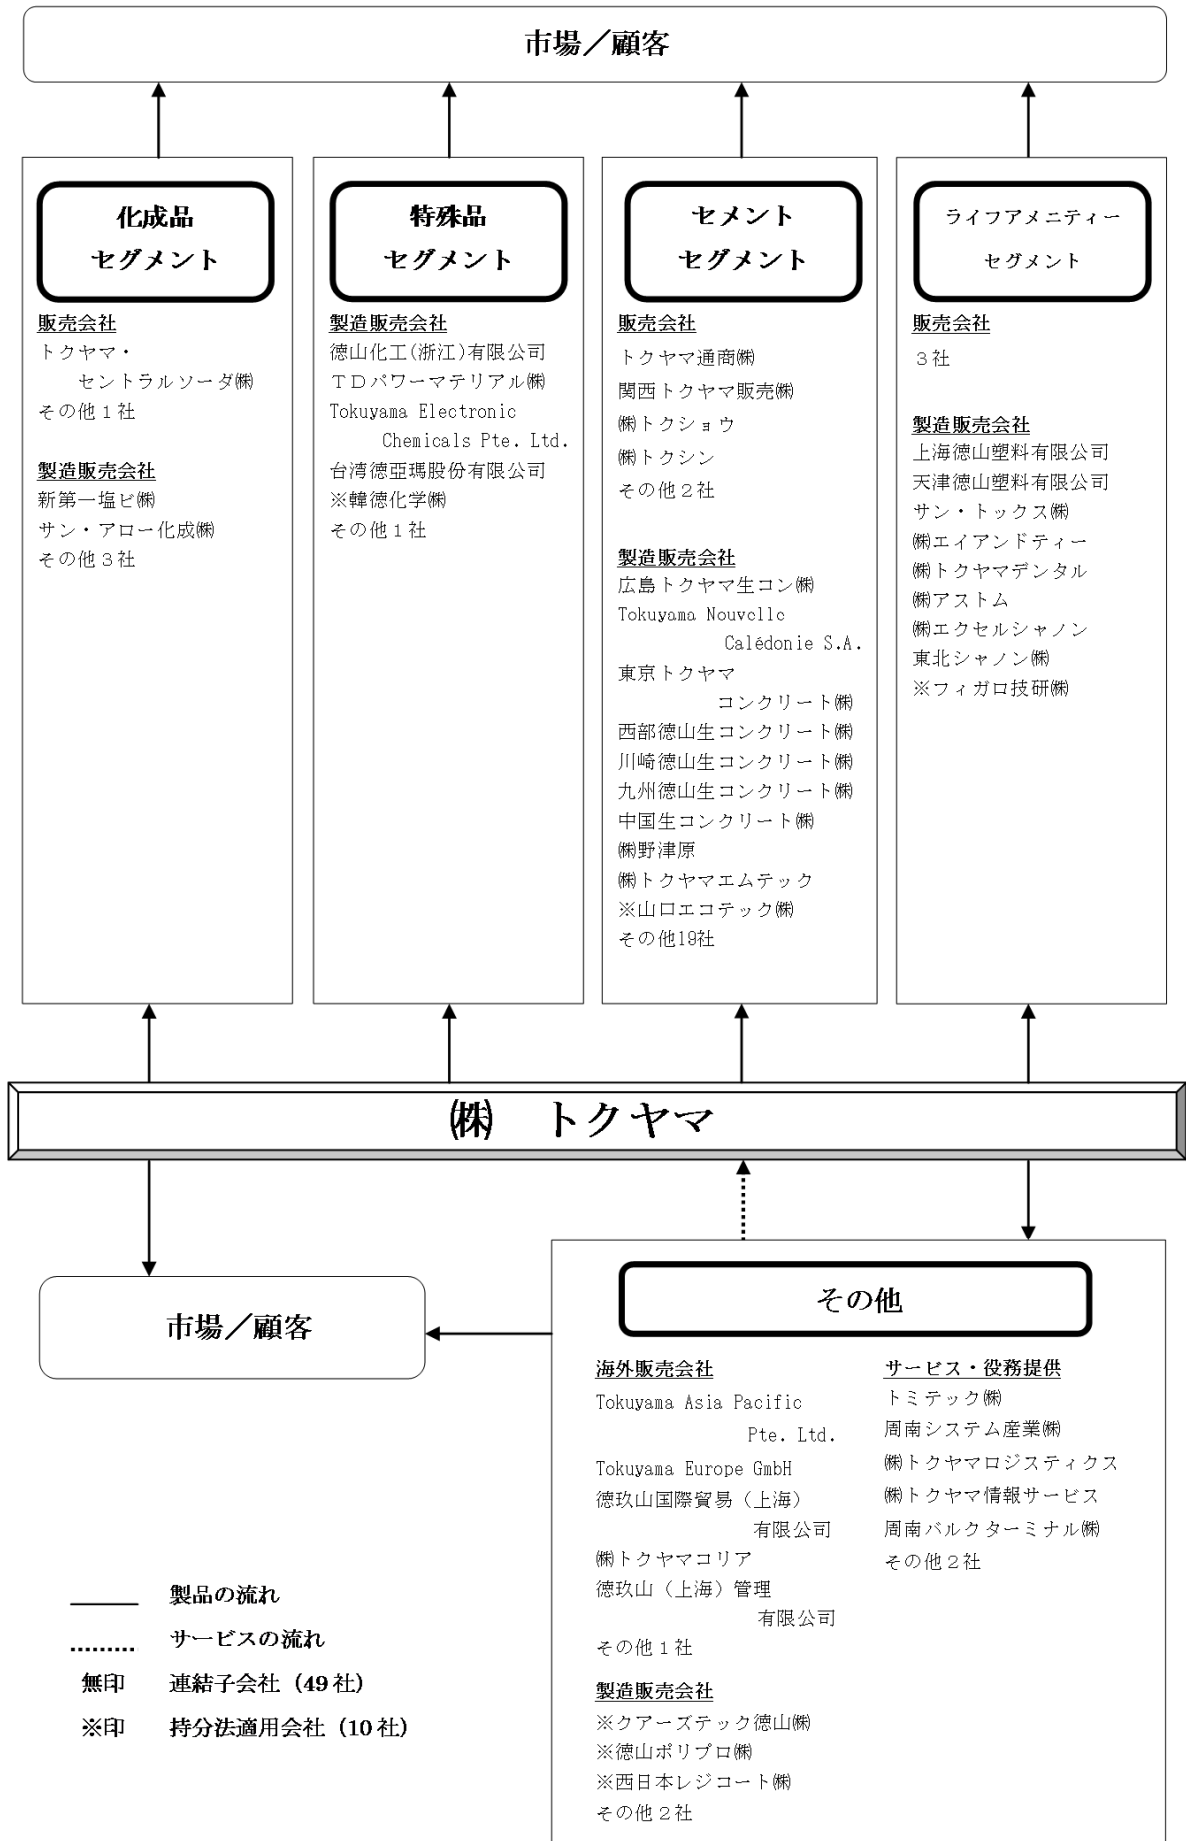 市場／顧客
化成品
セグメント
販売会社
トクヤマ・
セントラルソーダ㈱
その他１社
製造販売会社
新第一塩ビ㈱
サン・アロー化成㈱
その他３社
特殊品
セグメント
製造販売会社
徳山化工(浙江)有限公司
ＴＤパワーマテリアル㈱
Tokuyama Electronic
Chemicals Pte. Ltd.
台湾徳亞瑪股份有限公司
※韓徳化学㈱
その他１社
セメント
セグメント
販売会社
トクヤマ通商㈱
関西トクヤマ販売㈱
㈱トクショウ
㈱トクシン
その他２社
製造販売会社
広島トクヤマ生コン㈱
Tokuyama Nouvelle
Calédonie S.A.
東京トクヤマ
コンクリート㈱
西部徳山生コンクリート㈱
川崎徳山生コンクリート㈱
九州徳山生コンクリート㈱
中国生コンクリート㈱
㈱野津原
㈱トクヤマエムテック
※山口エコテック㈱
その他19社
ライフアメニティー
セグメント
販売会社
３社
製造販売会社
上海徳山塑料有限公司
天津徳山塑料有限公司
サン・トックス㈱
㈱エイアンドティー
㈱トクヤマデンタル
㈱アストム
㈱エクセルシャノン
東北シャノン㈱
※フィガロ技研㈱
㈱ トクヤマ
市場／顧客
その他
海外販売会社
Tokuyama Asia Pacific
Pte. Ltd.
Tokuyama Europe GmbH
徳玖山国際貿易（上海）
有限公司
㈱トクヤマコリア
徳玖山（上海）管理
有限公司
その他１社
製造販売会社
※クアーズテック徳山㈱
※徳山ポリプロ㈱
※西日本レジコート㈱
その他２社
サービス・役務提供
トミテック㈱
周南システム産業㈱
㈱トクヤマロジスティクス
㈱トクヤマ情報サービス
周南バルクターミナル㈱
その他２社
製品の流れ
サービスの流れ
無印 連結子会社（49社）
※印 持分法適用会社（10社）